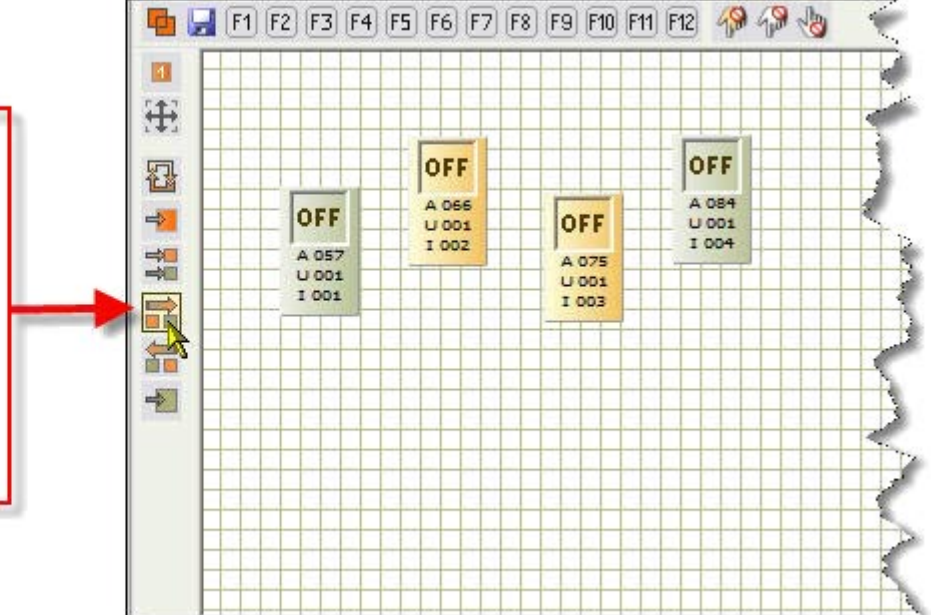 F1 F2 F3 F4 F5 F6 F7 F8 F9 F10 F11 F12
1
OFF
A 057
U 001
I 001
OFF
A 066
U 001
I 002
OFF
A 075
U 001
I 003
OFF
A 084
U 001
I 004